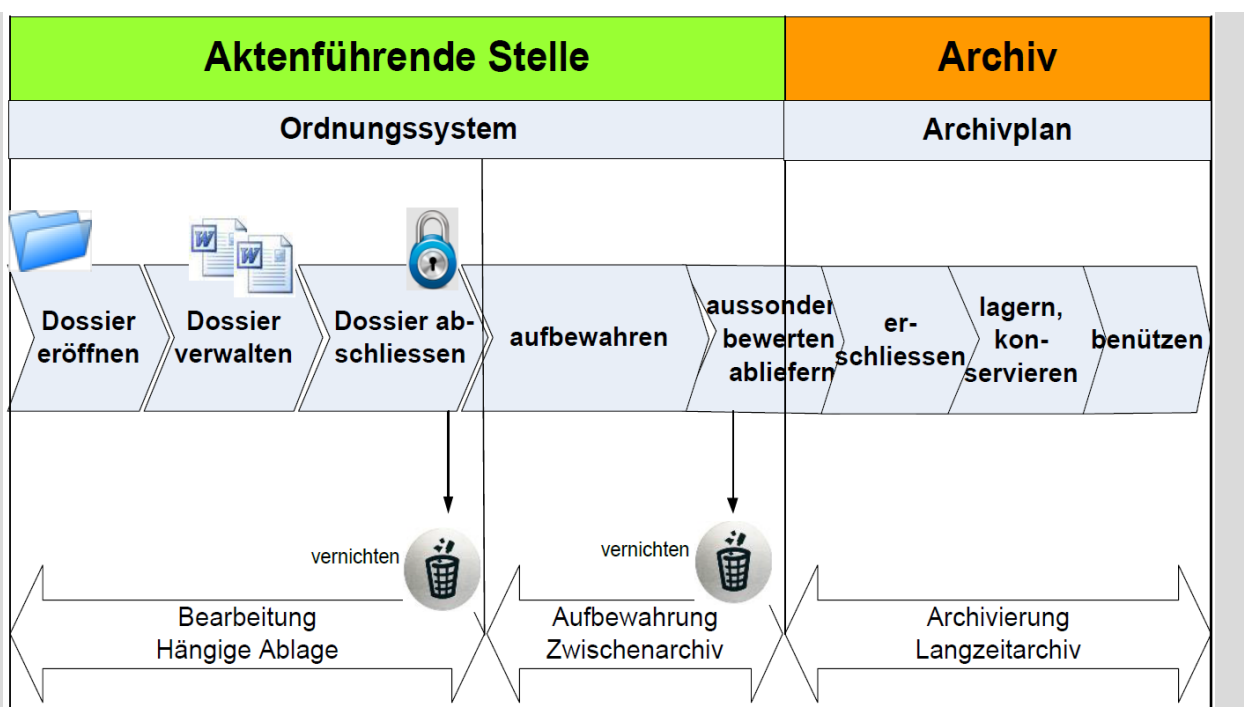 Aktenführende Stelle
Archiv
Ordnungssystem
Archivplan
Dossier
eröffnen
Dossier
verwalten
Dossier ab-
schliessen
aufbewahren
aussonder
bewerten
abliefern
er-
schliessen
lagern,
kon-
servieren
benützen
vernichten
vernichten
Bearbeitung
Hängige Ablage
Aufbewahrung
Zwischenarchiv
Archivierung
Langzeitarchiv